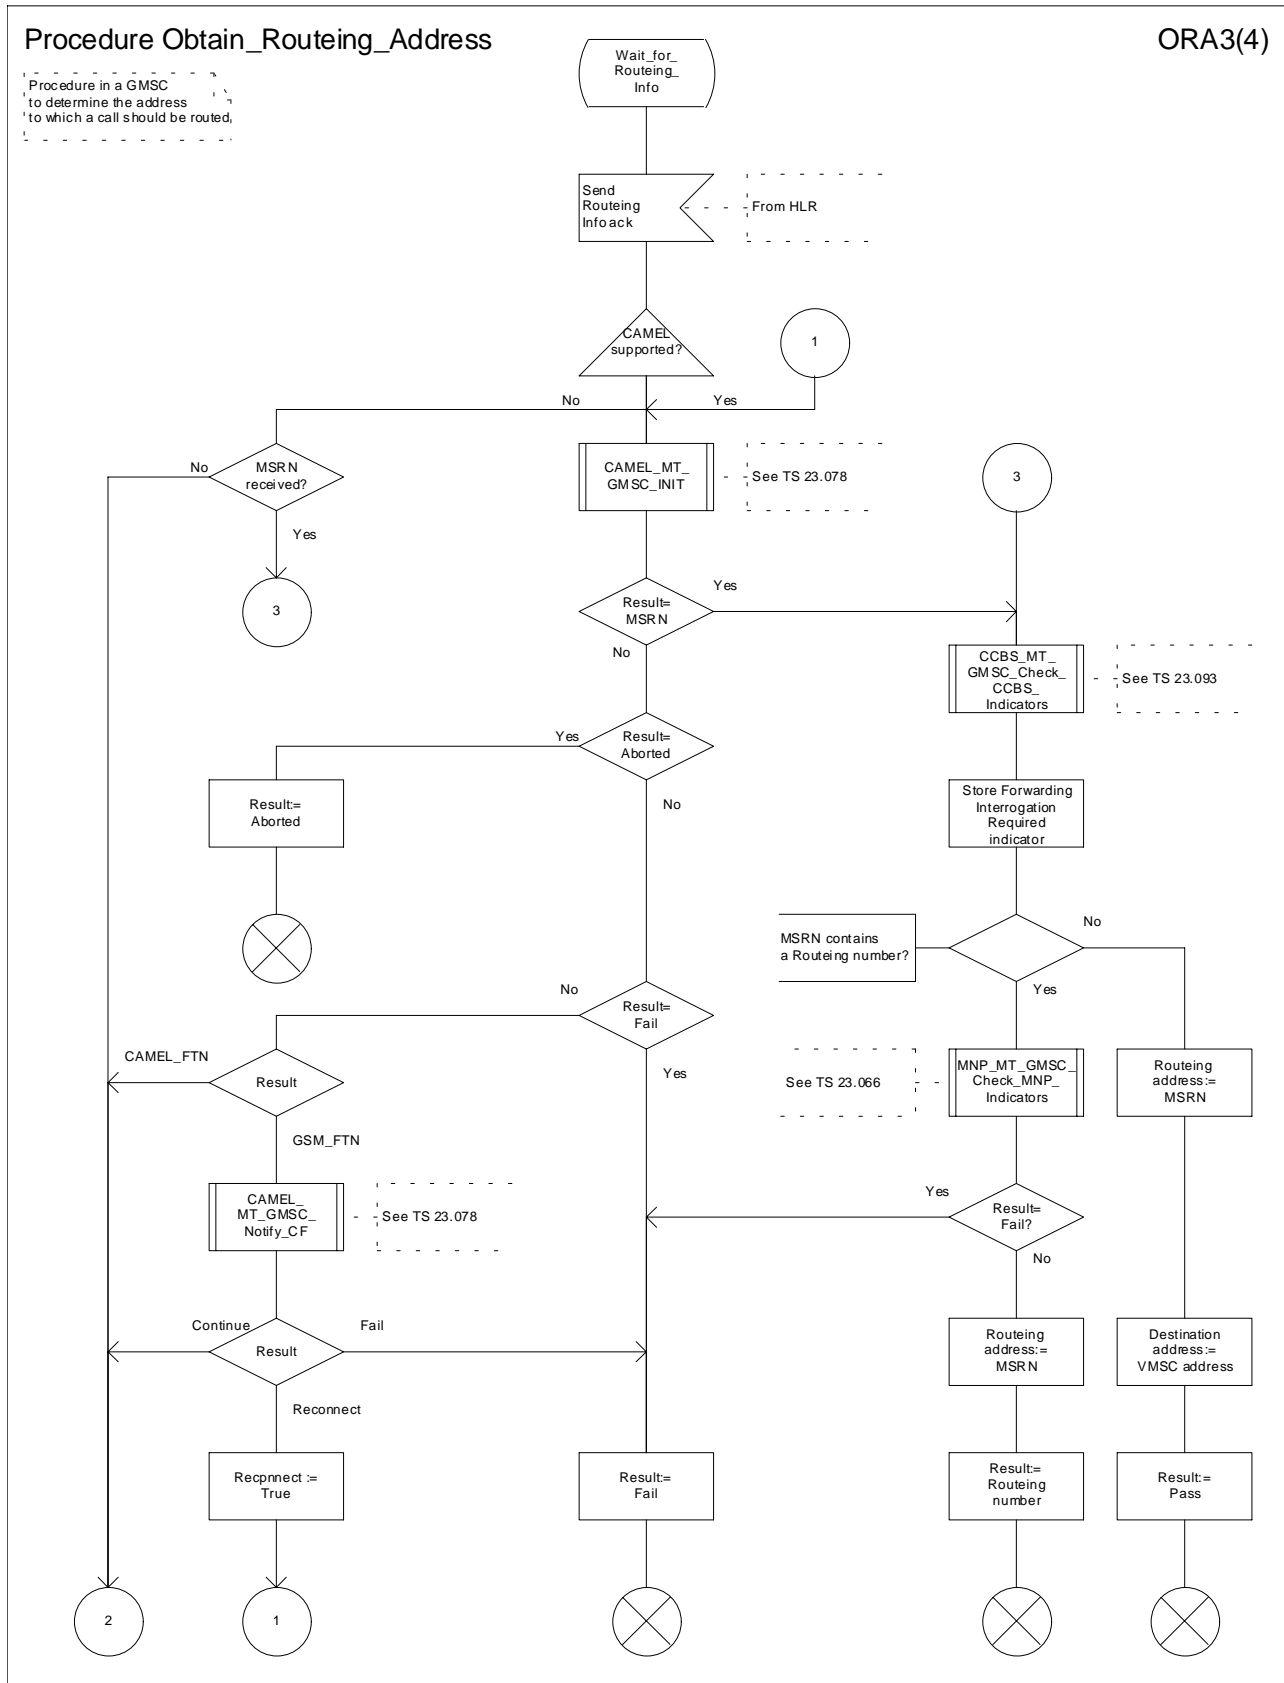 Procedure Obtain_Routeing_Address
ORA3(4)
Procedure in a GMSC
to determine the address
to which a call should be routed
Wait_for_
Routeing_
Info
Send
Routeing
Info ack
From HLR
CAMEL
supported?
1
No
Yes
No
MSRN
received?
Yes
3
CAMEL_MT_
GMSC_INIT
See TS 23.078
3
Result=
MSRN
Yes
No
CCBS_MT_
GMSC_Check_
CCBS_
Indicators
See TS 23.093
Yes
Result=
Aborted
No
Result:=
Aborted
Store Forwarding
Interrogation
Required
indicator
MSRN contains
a Routeing number?
No
Yes
No
Result=
Fail
Yes
CAMEL_FTN
Result
GSM_FTN
See TS 23.066
MNP_MT_GMSC_
Check_MNP_
Indicators
Routeing
address:=
MSRN
CAMEL_
MT_GMSC_
Notify_CF
See TS 23.078
Yes
Result=
Fail?
No
Continue
Result
Fail
Reconnect
Routeing
address:=
MSRN
Destination
address:=
VMSC address
Recpnnect :=
True
Result:=
Fail
Result:=
Routeing
number
Result:=
Pass
2
1